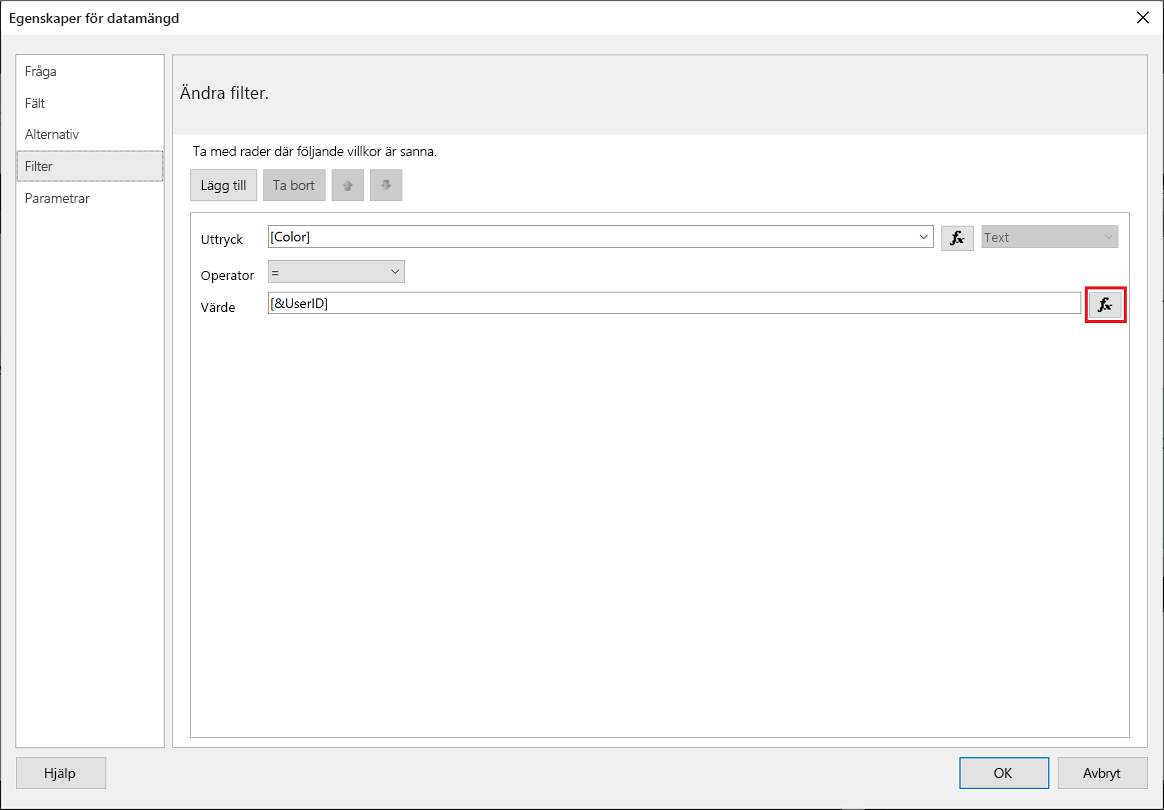 Egenskaper för datamängd
Fråga
Fält
Alternativ
Filter
Parametrar
Ändra filter.
Ta med rader där följande villkor är sanna.
Lägg till Ta bort
Uttryck [Color] fx Text
Operator =
Värde [&UserID] fx
Hjälp OK Avbryt